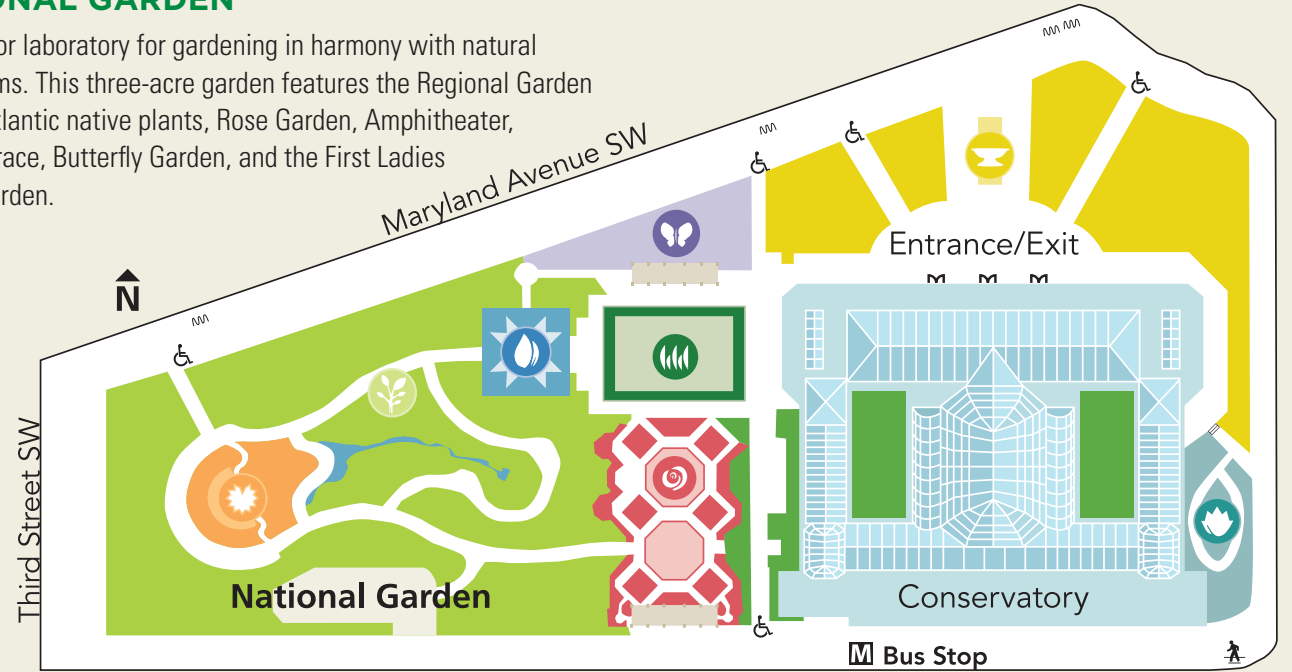 ONAL GARDEN
or laboratory for gardening in harmony with natural
ms. This three-acre garden features the Regional Garden
tlantic native plants, Rose Garden, Amphitheater,
race, Butterfly Garden, and the First Ladies
rden.
Maryland Avenue SW
Entrance/Exit
N
Third Street SW
National Garden
Conservatory
M Bus Stop